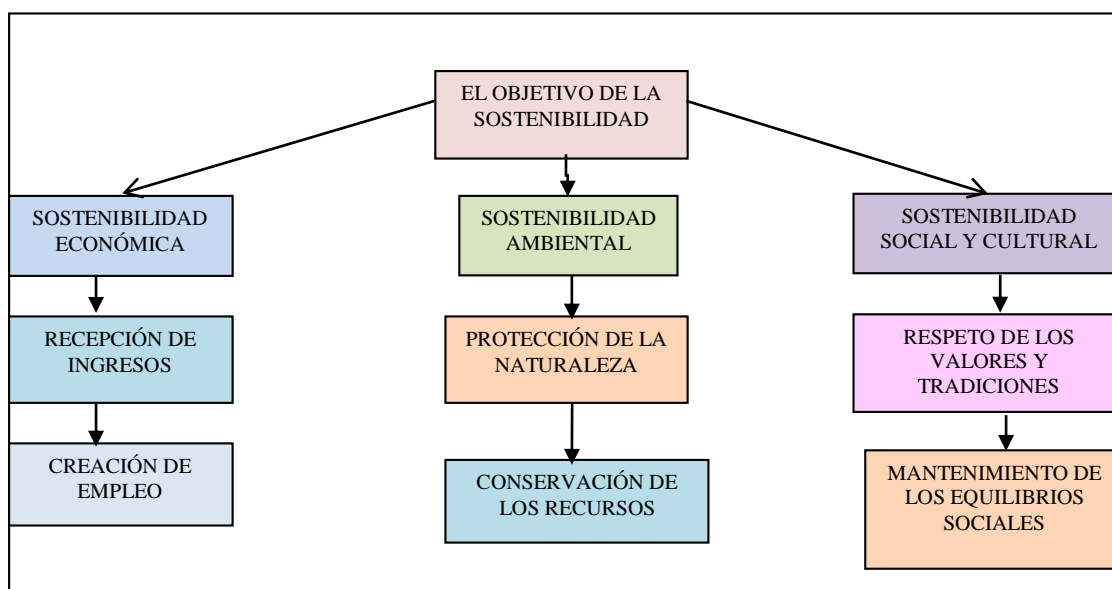 EL OBJETIVO DE LA
SOSTENIBILIDAD
SOSTENIBILIDAD
ECONÓMICA
SOSTENIBILIDAD
AMBIENTAL
SOSTENIBILIDAD
SOCIAL Y CULTURAL
RECEPCIÓN DE
INGRESOS
PROTECCIÓN DE LA
NATURALEZA
RESPETO DE LOS
VALORES Y
TRADICIONES
CREACIÓN DE
EMPLEO
CONSERVACIÓN DE
LOS RECURSOS
MANTENIMIENTO DE
LOS EQUILIBRIOS
SOCIALES